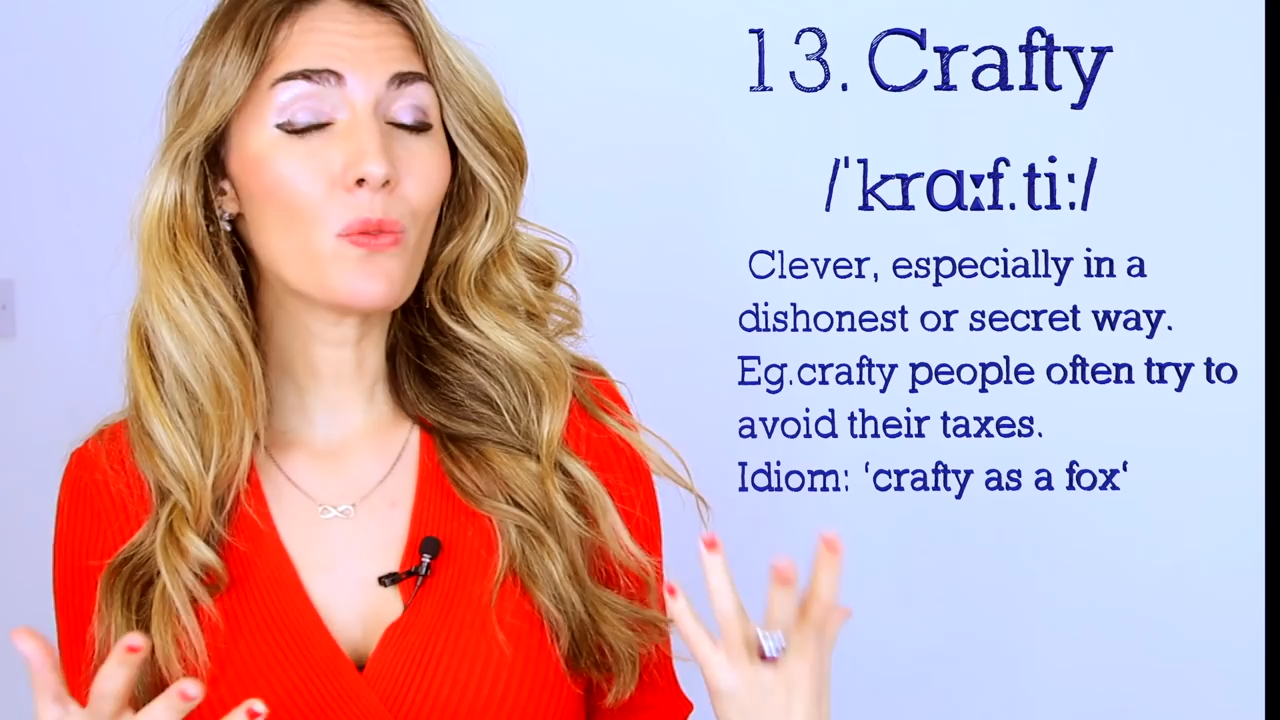 13. Crafty
/ˈkrɑːf.tiː/
Clever, especially in a
dishonest or secret way.
Eg.crafty people often try to
avoid their taxes.
Idiom: ‘crafty as a fox‘